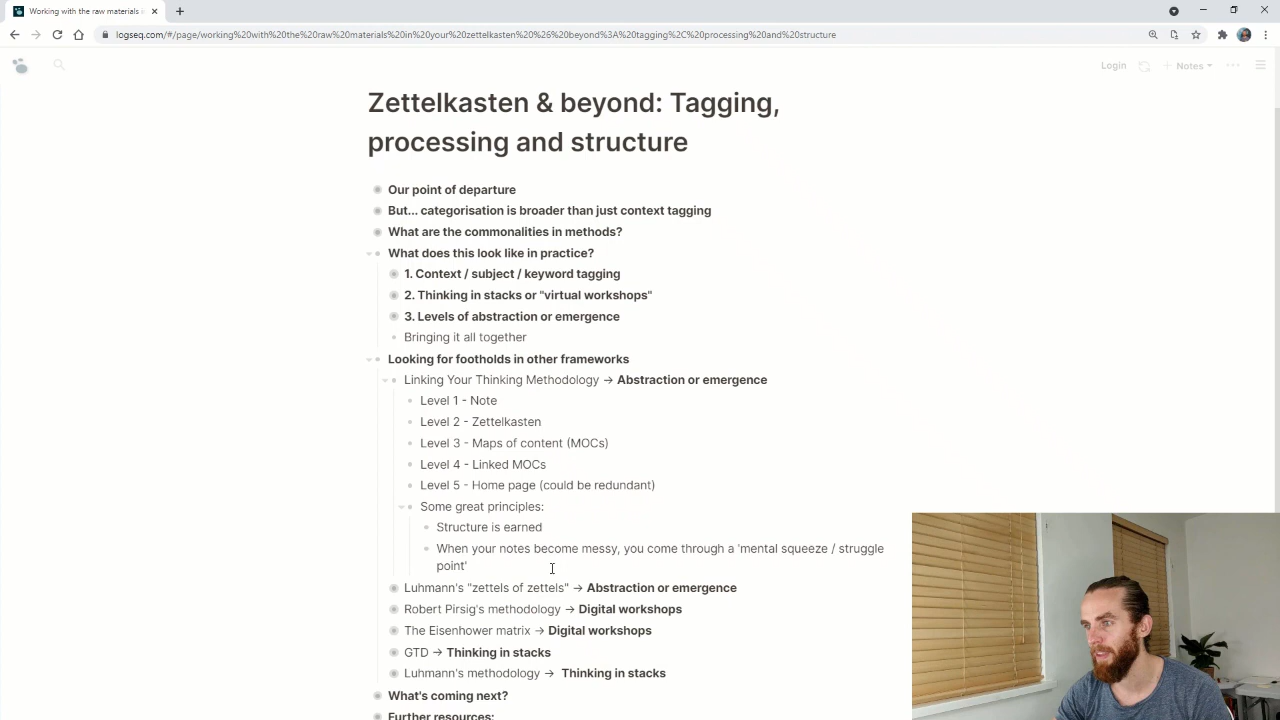 Working with the raw materials i
logseq.com/#/page/working%20with%20the%20raw%20materials%20in%20your%20zettelkasten%20%26%20beyond%3A%20tagging%2C%20processing%20and%20structure
Login
Notes
Zettelkasten & beyond: Tagging,
processing and structure
Our point of departure
But... categorisation is broader than just context tagging
What are the commonalities in methods?
What does this look like in practice?
1. Context / subject / keyword tagging
2. Thinking in stacks or "virtual workshops"
3. Levels of abstraction or emergence
Bringing it all together
Looking for footholds in other frameworks
Linking Your Thinking Methodology → Abstraction or emergence
Level 1 - Note
Level 2 - Zettelkasten
Level 3 - Maps of content (MOCs)
Level 4 - Linked MOCs
Level 5 - Home page (could be redundant)
Some great principles:
Structure is earned
When your notes become messy, you come through a 'mental squeeze / struggle
point'
Luhmann's "zettels of zettels" → Abstraction or emergence
Robert Pirsig's methodology → Digital workshops
The Eisenhower matrix → Digital workshops
GTD → Thinking in stacks
Luhmann's methodology → Thinking in stacks
What's coming next?
Further resources: